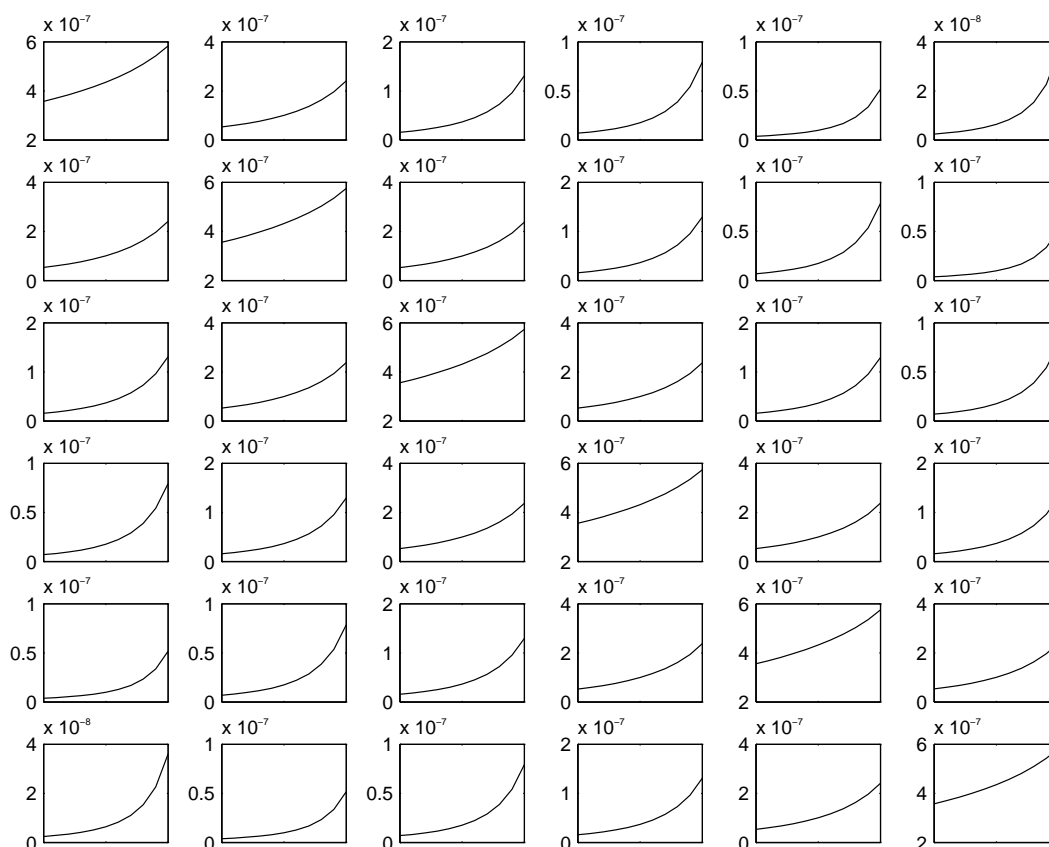 x 10⁻⁷ x 10⁻⁷ x 10⁻⁷ x 10⁻⁷ x 10⁻⁷ x 10⁻⁸
6 4 2 1 1 4
4 2 1 0.5 0.5 2
2 0 0 0 0 0
x 10⁻⁷ x 10⁻⁷ x 10⁻⁷ x 10⁻⁷ x 10⁻⁷ x 10⁻⁷
4 6 4 2 1 1
2 4 2 1 0.5 0.5
0 2 0 0 0 0
x 10⁻⁷ x 10⁻⁷ x 10⁻⁷ x 10⁻⁷ x 10⁻⁷ x 10⁻⁷
2 4 6 4 2 1
1 2 4 2 1 0.5
0 0 2 0 0 0
x 10⁻⁷ x 10⁻⁷ x 10⁻⁷ x 10⁻⁷ x 10⁻⁷ x 10⁻⁷
1 2 4 6 4 2
0.5 1 2 4 2 1
0 0 0 2 0 0
x 10⁻⁷ x 10⁻⁷ x 10⁻⁷ x 10⁻⁷ x 10⁻⁷ x 10⁻⁷
1 1 2 4 6 4
0.5 0.5 1 2 4 2
0 0 0 0 2 0
x 10⁻⁸ x 10⁻⁷ x 10⁻⁷ x 10⁻⁷ x 10⁻⁷ x 10⁻⁷
4 1 1 2 4 6
2 0.5 0.5 1 2 4
0 0 0 0 0 2